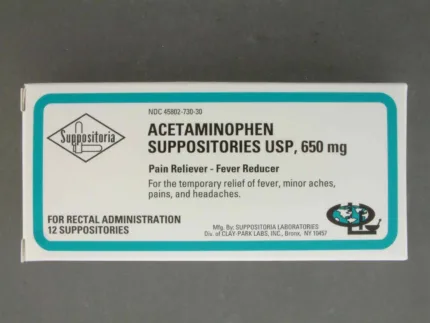 Suppositoria
NDC 45802-730-30
ACETAMINOPHEN
SUPPOSITORIES USP, 650 mg
Pain Reliever - Fever Reducer
For the temporary relief of fever, minor aches,
pains, and headaches.
FOR RECTAL ADMINISTRATION
12 SUPPOSITORIES
Mfg. By: SUPPOSITORIA LABORATORIES
Div. of CLAY-PARK LABS, INC., Bronx, NY 10457